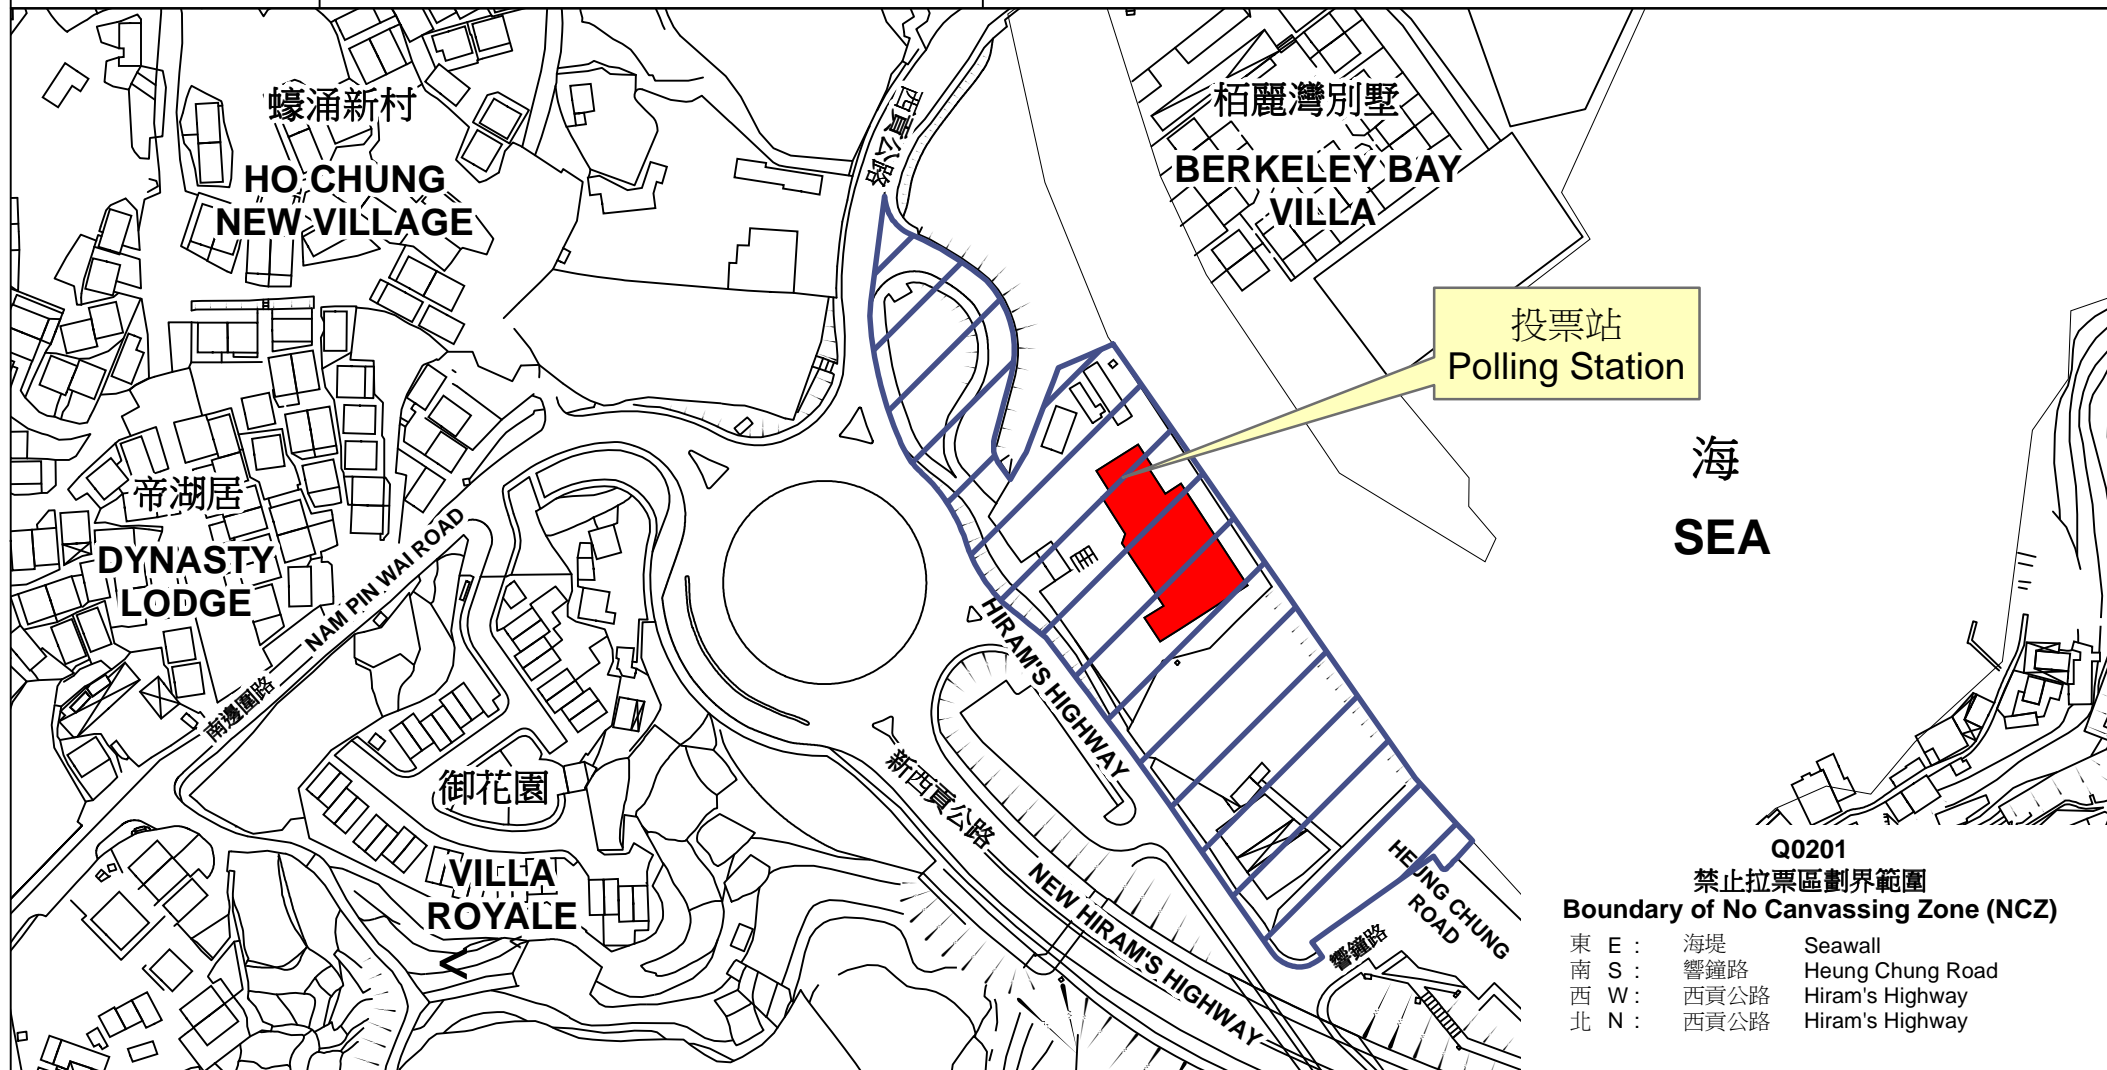 蠔涌新村
HO CHUNG
NEW VILLAGE
西貢公路
栢麗灣別墅
BERKELEY BAY
VILLA
投票站
Polling Station
海
SEA
帝湖居
DYNASTY
LODGE
NAM PIN WAI ROAD
南邊圍路
HIRAM'S HIGHWAY
御花園
VILLA
ROYALE
新西貢公路
NEW HIRAM'S HIGHWAY
HEUNG CHUNG
ROAD
響鐘路
Q0201
禁止拉票區劃界範圍
Boundary of No Canvassing Zone (NCZ)
東 E : 海堤 Seawall
南 S : 響鐘路 Heung Chung Road
西 W : 西貢公路 Hiram's Highway
北 N : 西貢公路 Hiram's Highway